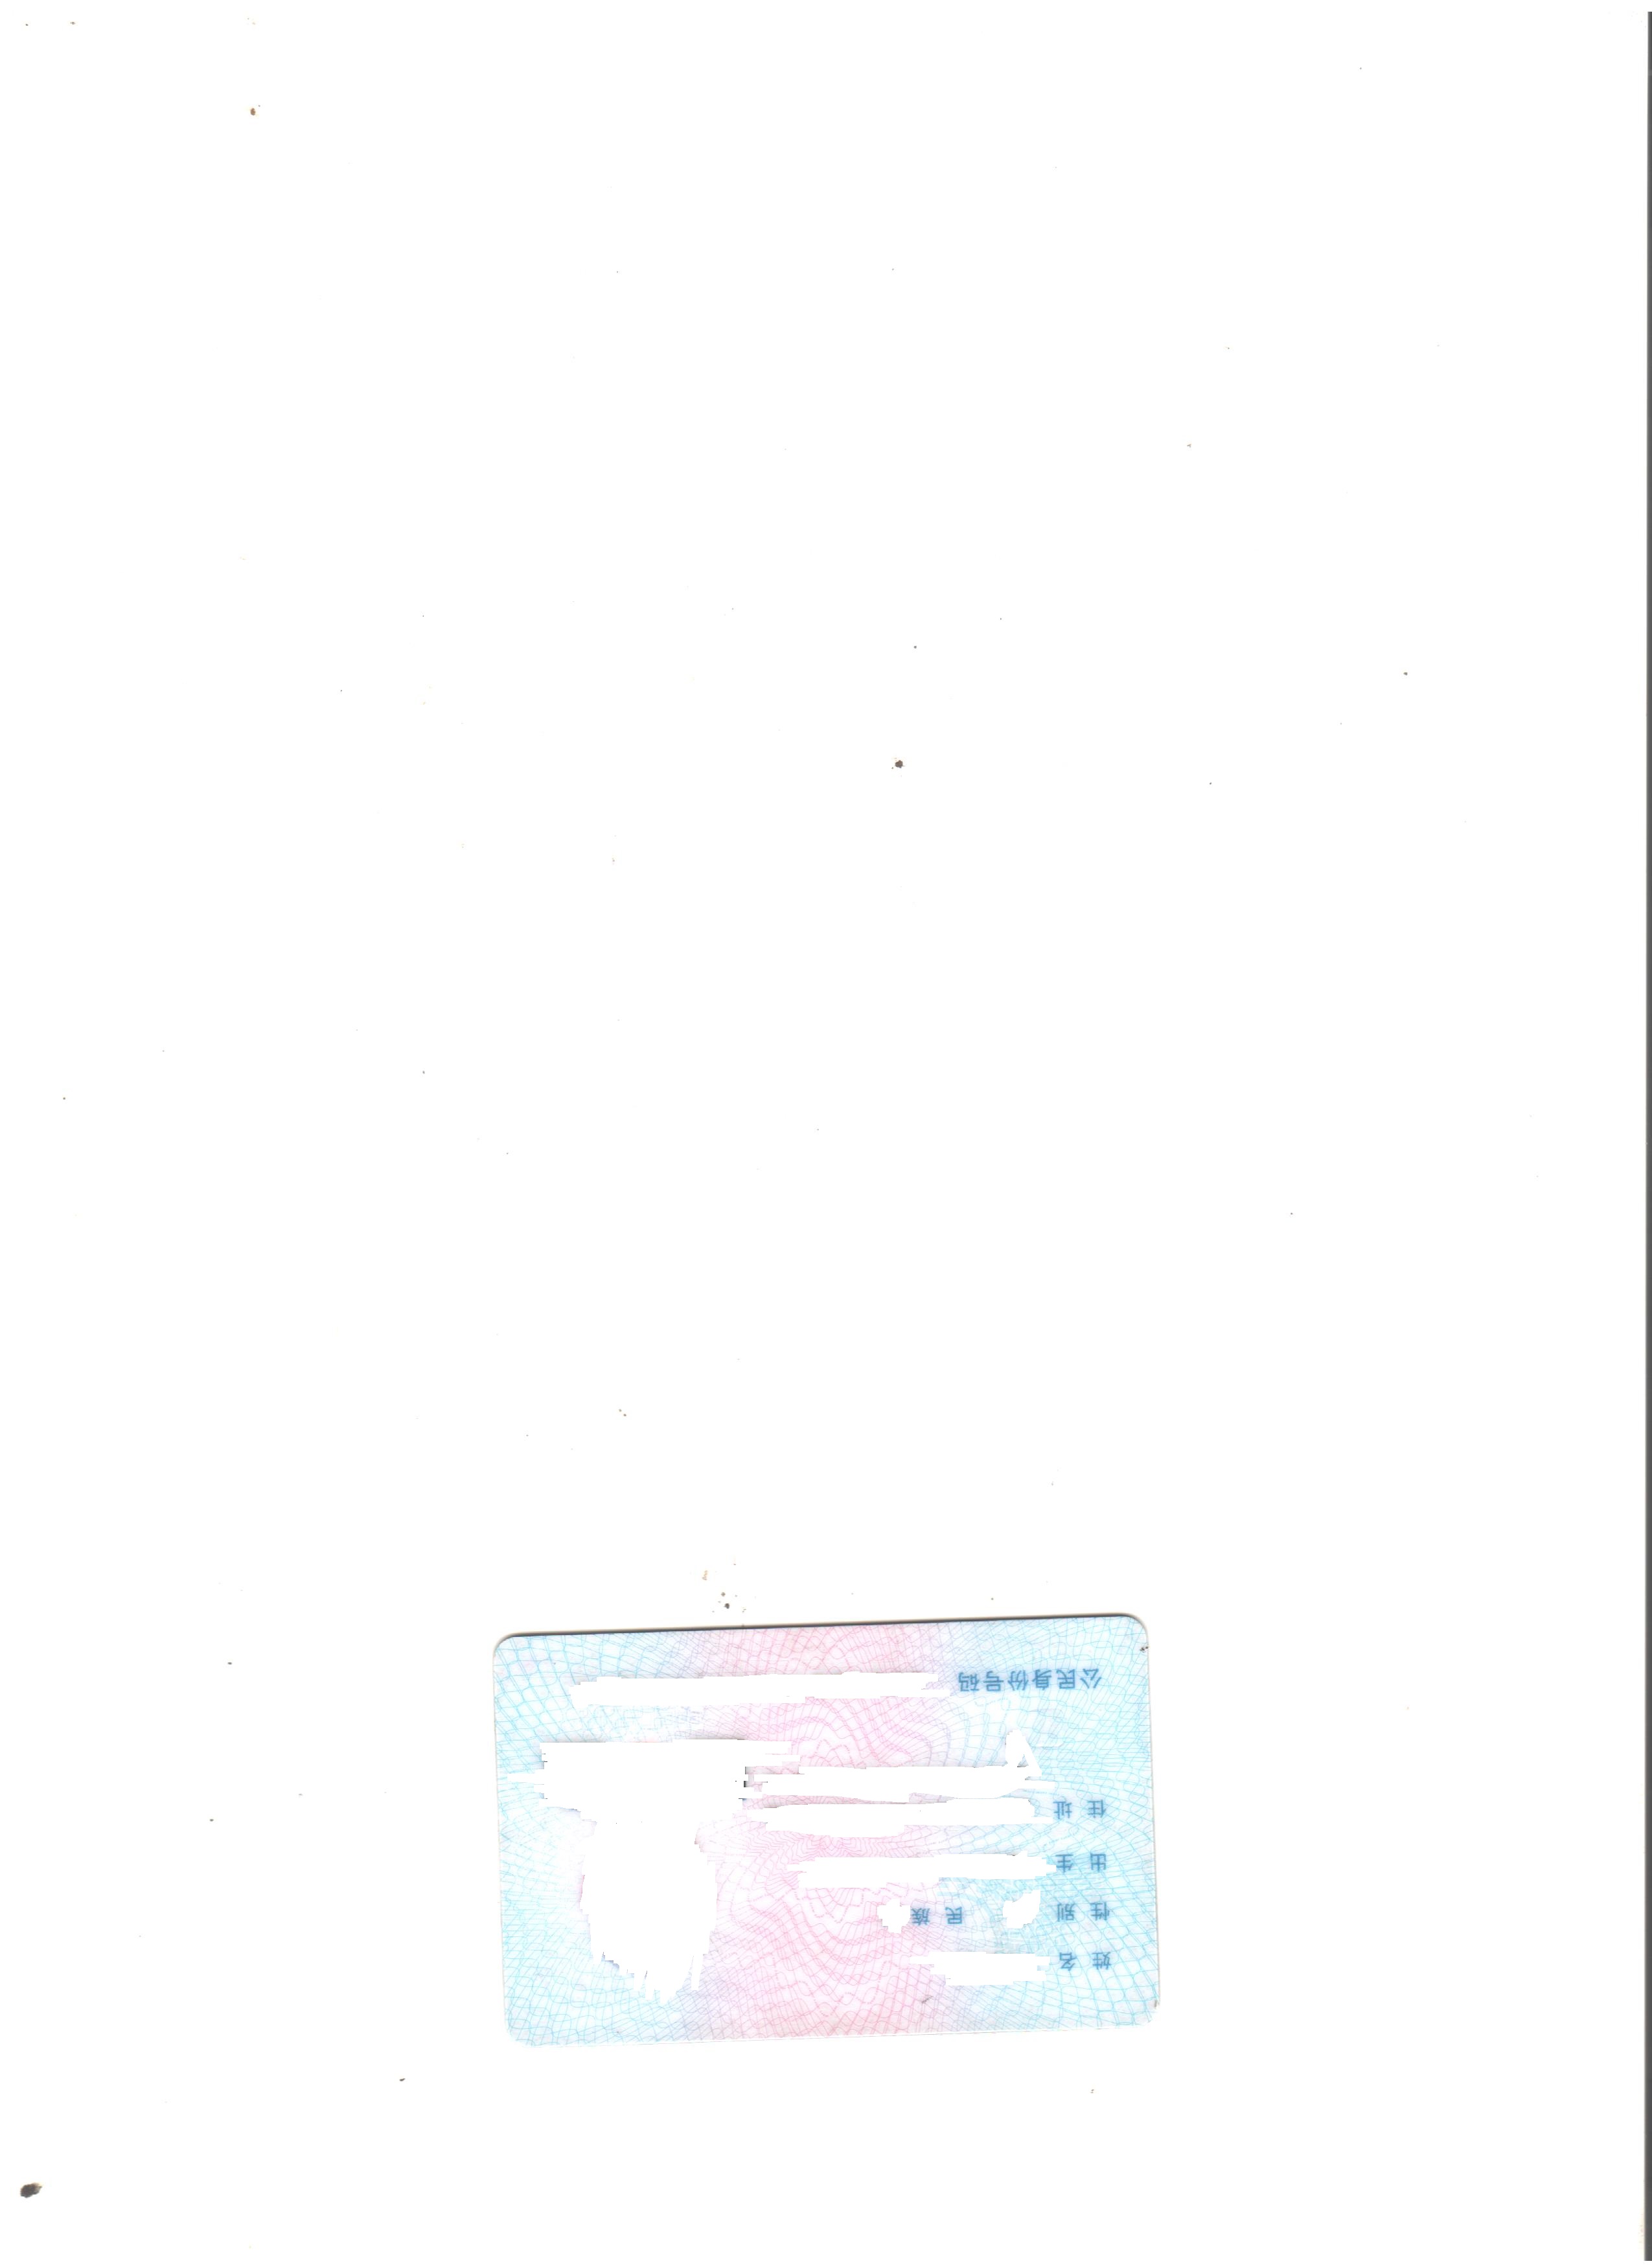 姓名
性别 民族
出生
住址
公民身份号码